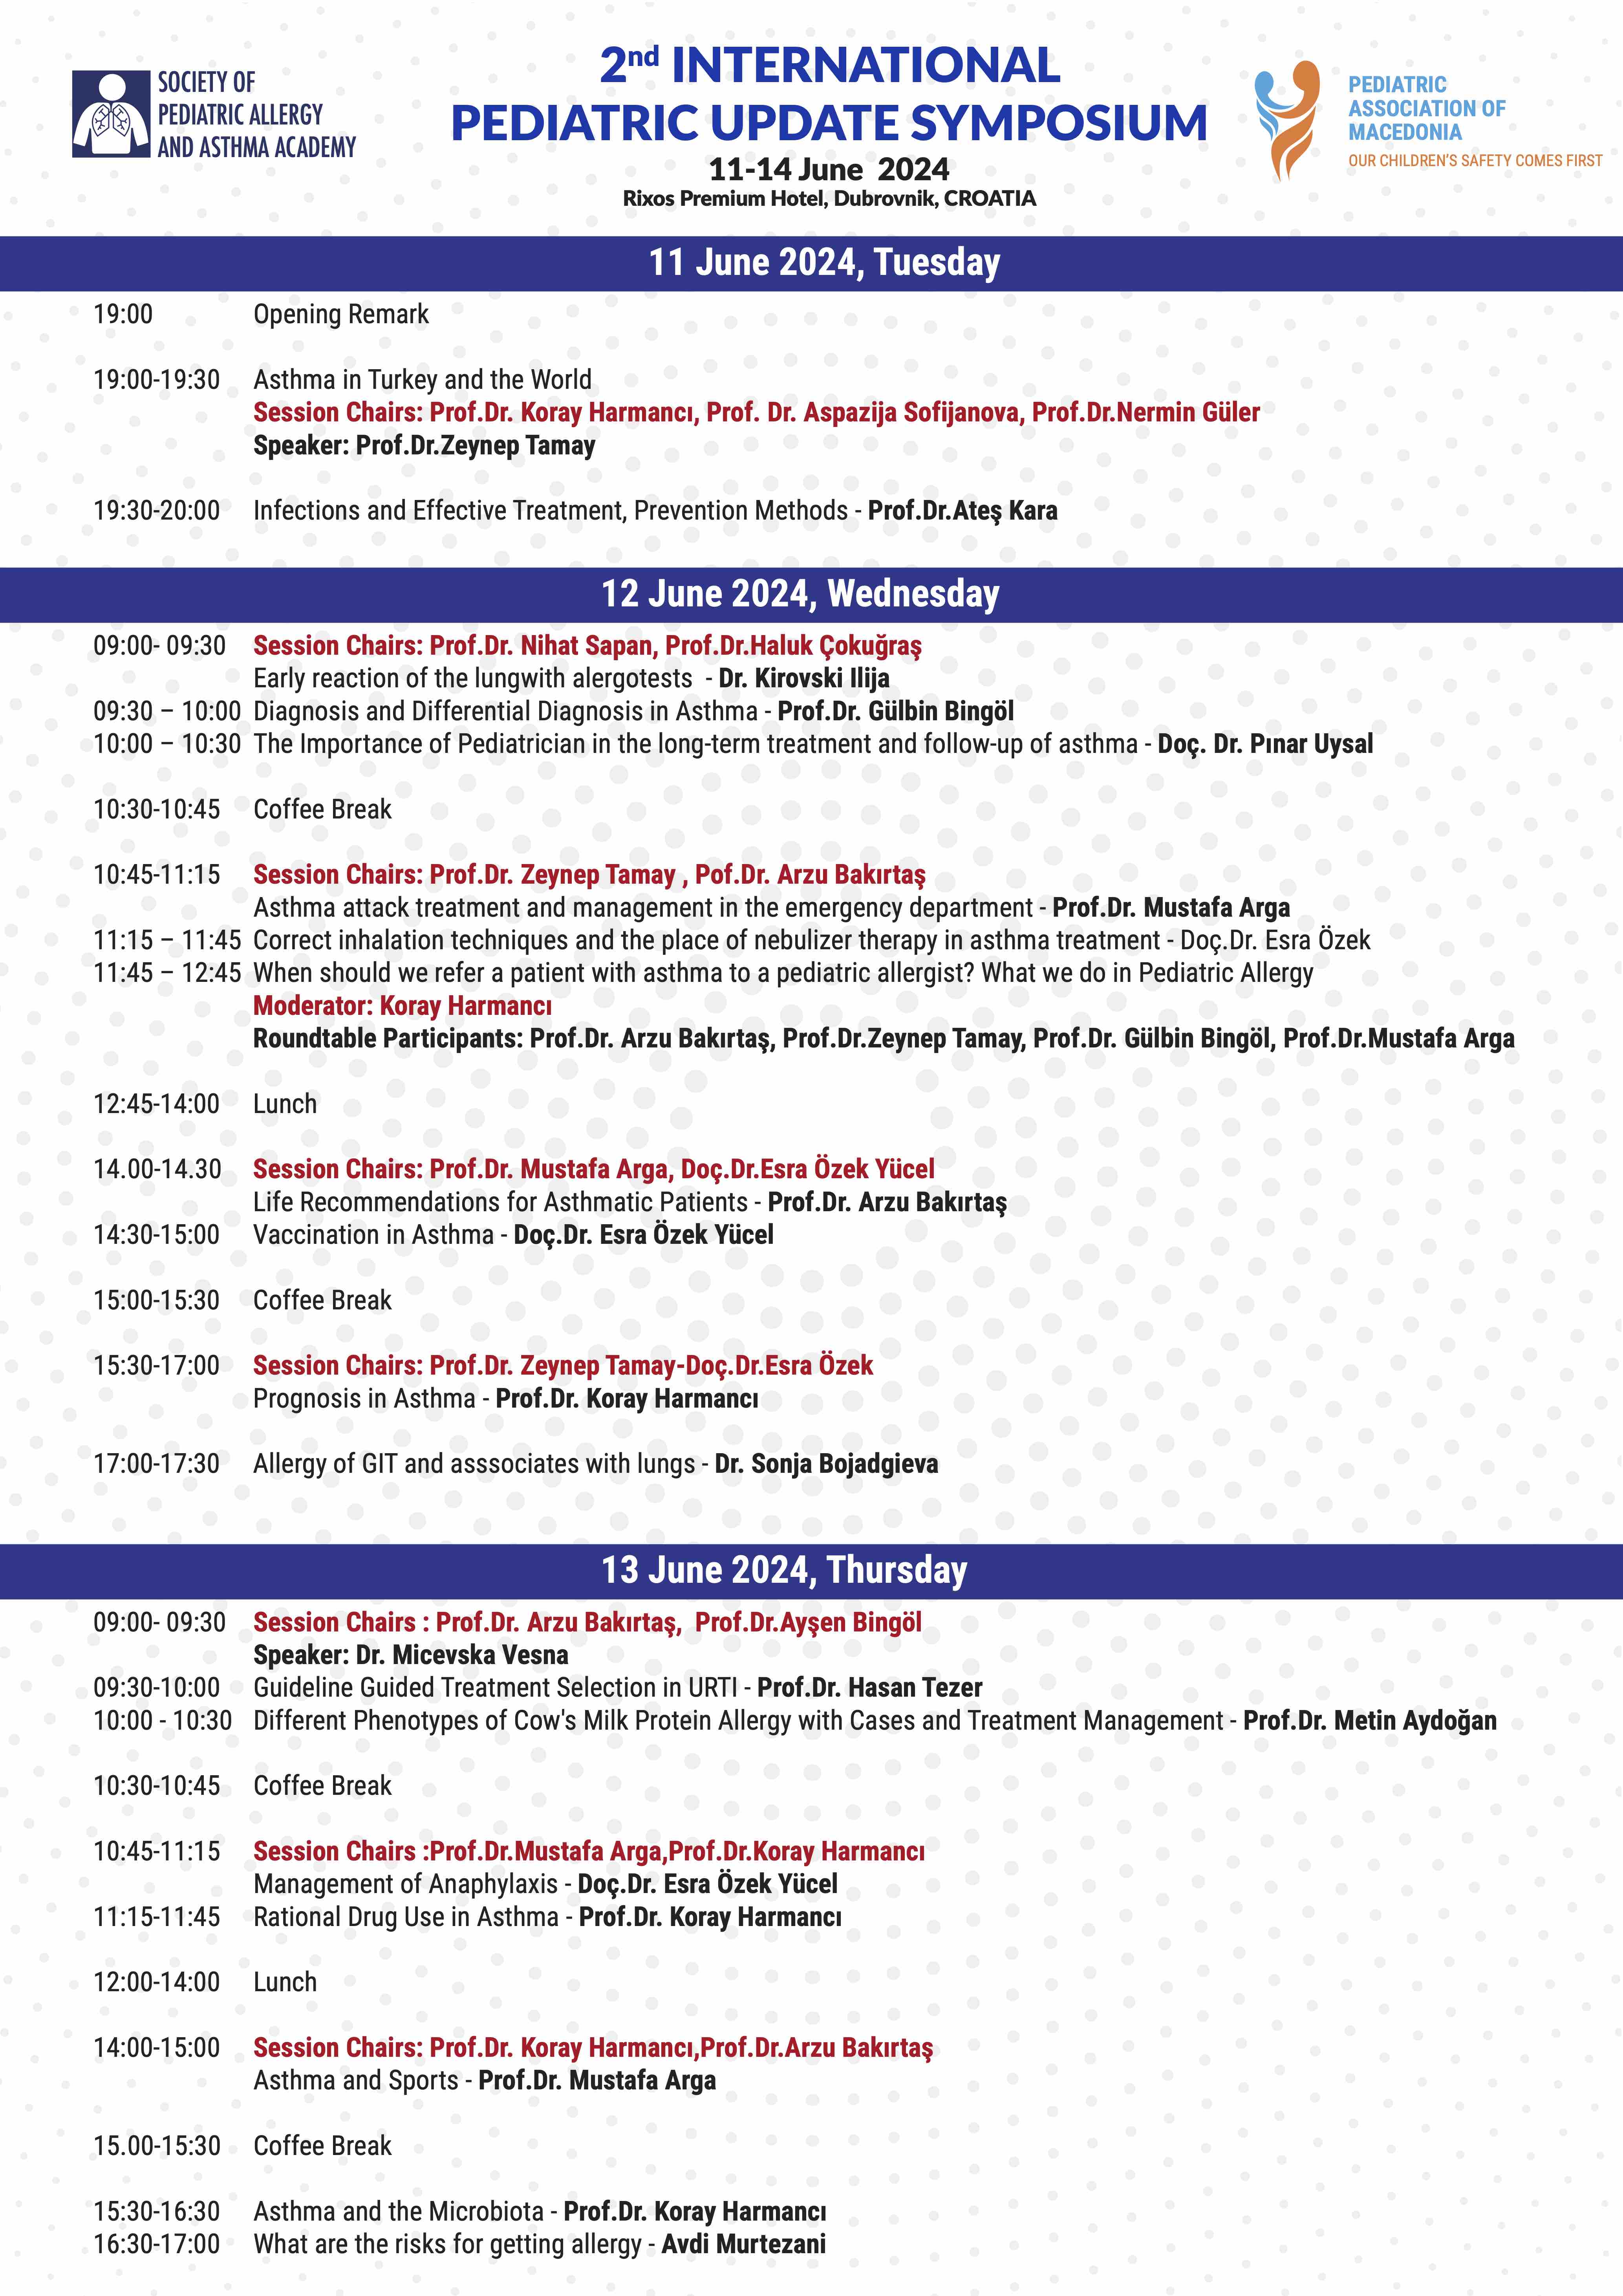 SOCIETY OF
PEDIATRIC ALLERGY
AND ASTHMA ACADEMY
2nd INTERNATIONAL
PEDIATRIC UPDATE SYMPOSIUM
11-14 June 2024
Rixos Premium Hotel, Dubrovnik, CROATIA
PEDIATRIC
ASSOCIATION OF
MACEDONIA
OUR CHILDREN'S SAFETY COMES FIRST
11 June 2024, Tuesday
19:00 Opening Remark
19:00-19:30 Asthma in Turkey and the World
Session Chairs: Prof.Dr. Koray Harmancı, Prof. Dr. Aspazija Sofijanova, Prof.Dr.Nermin Güler
Speaker: Prof.Dr.Zeynep Tamay
19:30-20:00 Infections and Effective Treatment, Prevention Methods - Prof.Dr.Ateş Kara
12 June 2024, Wednesday
09:00- 09:30 Session Chairs: Prof.Dr. Nihat Sapan, Prof.Dr.Haluk Çokuğraş
Early reaction of the lungwith alergotests - Dr. Kirovski Ilija
09:30 – 10:00 Diagnosis and Differential Diagnosis in Asthma - Prof.Dr. Gülbin Bingöl
10:00 – 10:30 The Importance of Pediatrician in the long-term treatment and follow-up of asthma - Doç. Dr. Pınar Uysal
10:30-10:45 Coffee Break
10:45-11:15 Session Chairs: Prof.Dr. Zeynep Tamay , Pof.Dr. Arzu Bakırtaş
Asthma attack treatment and management in the emergency department - Prof.Dr. Mustafa Arga
11:15 – 11:45 Correct inhalation techniques and the place of nebulizer therapy in asthma treatment - Doç.Dr. Esra Özek
11:45 – 12:45 When should we refer a patient with asthma to a pediatric allergist? What we do in Pediatric Allergy
Moderator: Koray Harmancı
Roundtable Participants: Prof.Dr. Arzu Bakırtaş, Prof.Dr.Zeynep Tamay, Prof.Dr. Gülbin Bingöl, Prof.Dr.Mustafa Arga
12:45-14:00 Lunch
14.00-14.30 Session Chairs: Prof.Dr. Mustafa Arga, Doç.Dr.Esra Özek Yücel
Life Recommendations for Asthmatic Patients - Prof.Dr. Arzu Bakırtaş
14:30-15:00 Vaccination in Asthma - Doç.Dr. Esra Özek Yücel
15:00-15:30 Coffee Break
15:30-17:00 Session Chairs: Prof.Dr. Zeynep Tamay-Doç.Dr.Esra Özek
Prognosis in Asthma - Prof.Dr. Koray Harmancı
17:00-17:30 Allergy of GIT and asssociates with lungs - Dr. Sonja Bojadgieva
13 June 2024, Thursday
09:00- 09:30 Session Chairs : Prof.Dr. Arzu Bakırtaş, Prof.Dr.Ayşen Bingöl
Speaker: Dr. Micevska Vesna
09:30-10:00 Guideline Guided Treatment Selection in URTI - Prof.Dr. Hasan Tezer
10:00 - 10:30 Different Phenotypes of Cow's Milk Protein Allergy with Cases and Treatment Management - Prof.Dr. Metin Aydoğan
10:30-10:45 Coffee Break
10:45-11:15 Session Chairs :Prof.Dr.Mustafa Arga,Prof.Dr.Koray Harmancı
Management of Anaphylaxis - Doç.Dr. Esra Özek Yücel
11:15-11:45 Rational Drug Use in Asthma - Prof.Dr. Koray Harmancı
12:00-14:00 Lunch
14:00-15:00 Session Chairs: Prof.Dr. Koray Harmancı,Prof.Dr.Arzu Bakırtaş
Asthma and Sports - Prof.Dr. Mustafa Arga
15.00-15:30 Coffee Break
15:30-16:30 Asthma and the Microbiota - Prof.Dr. Koray Harmancı
16:30-17:00 What are the risks for getting allergy - Avdi Murtezani